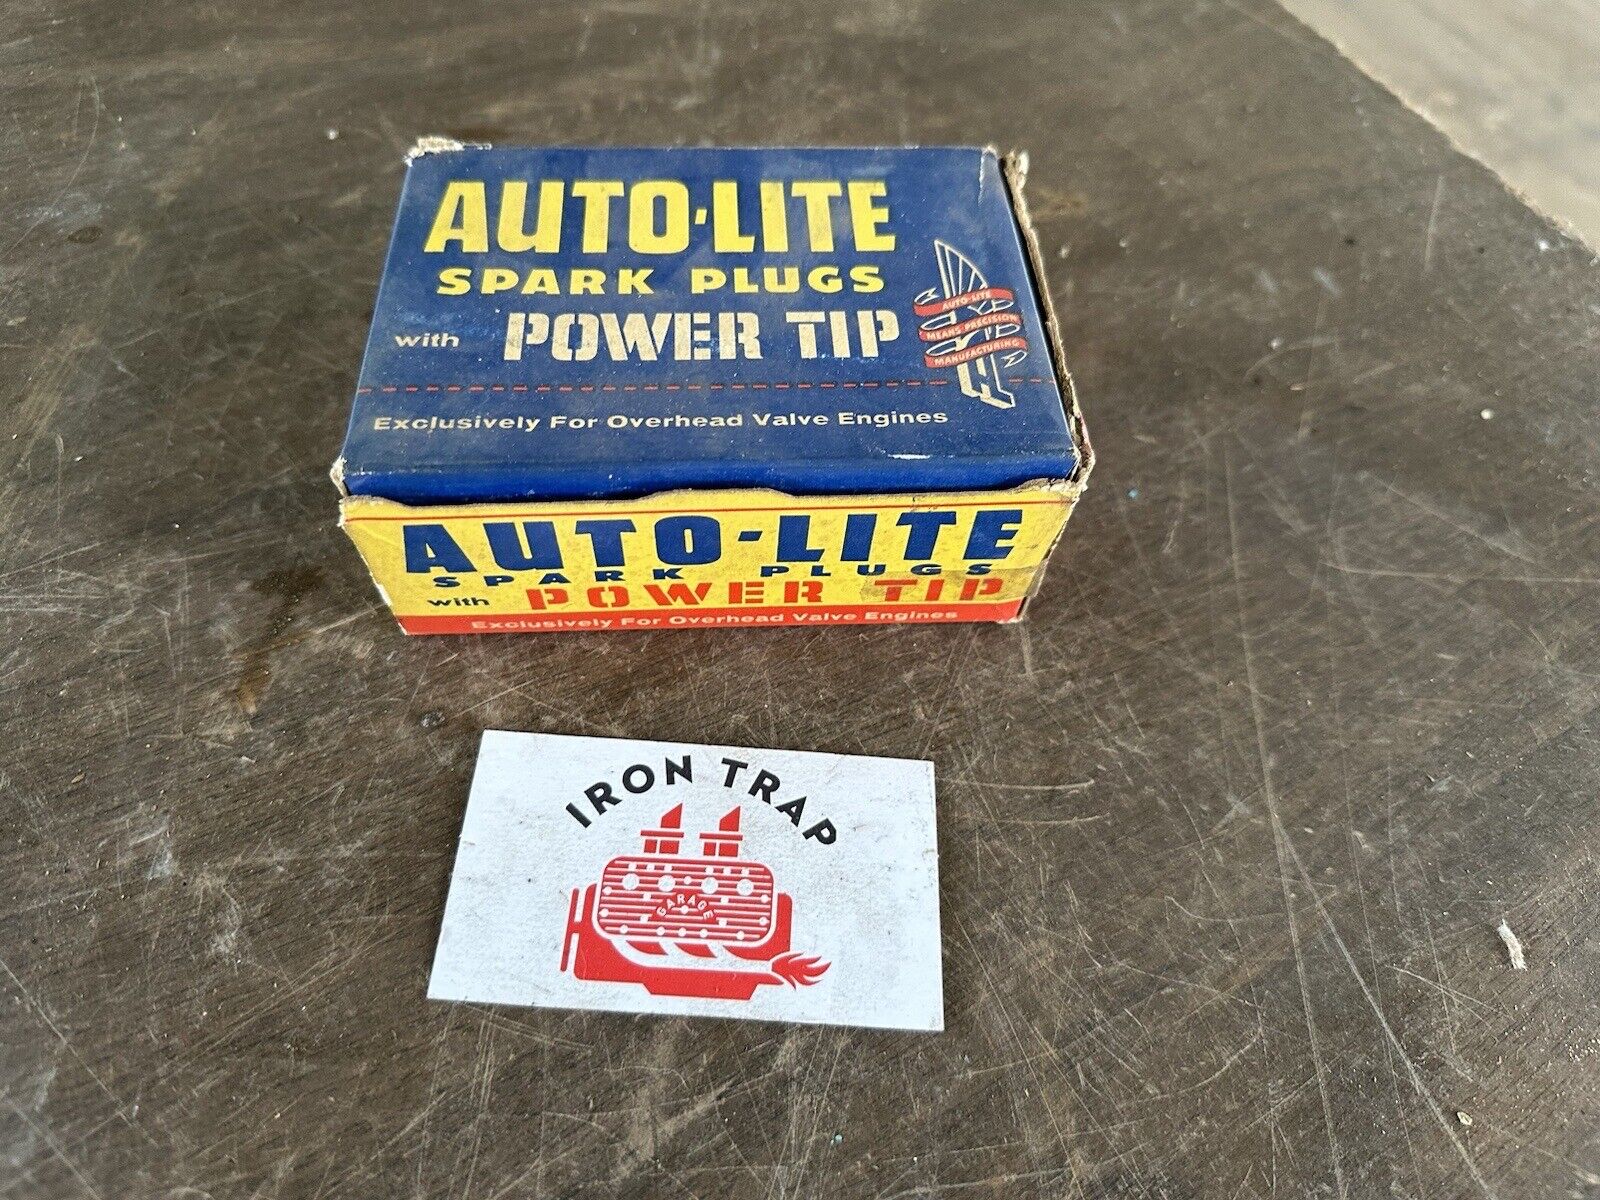 AUTO-LITE
SPARK PLUGS
with POWER TIP
AUTO-LITE
MEANS PRECISION
MANUFACTURING
Exclusively For Overhead Valve Engines
AUTO-LITE
SPARK PLUGS
with POWER TIP
Exclusively For Overhead Valve Engines
IRON TRAP
GARAGE